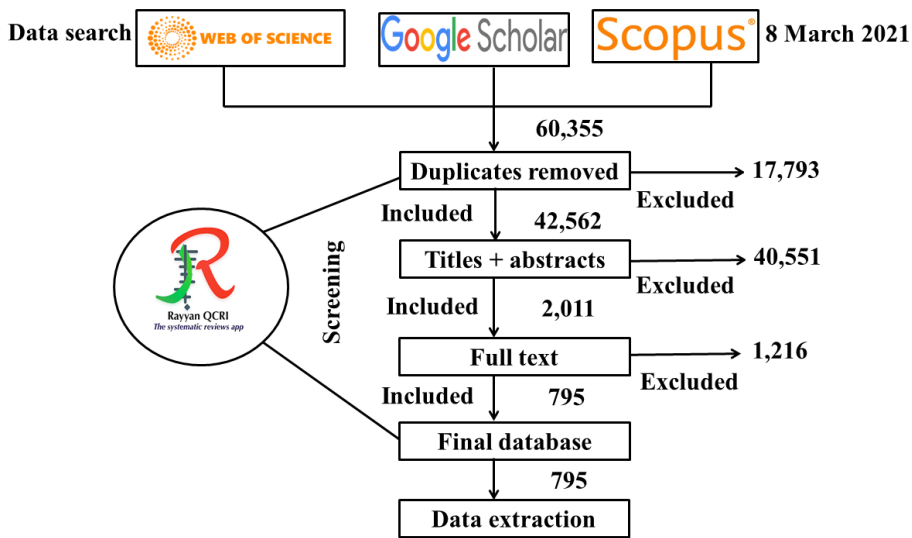 Data search
WEB OF SCIENCE
Google Scholar
Scopus®
8 March 2021
60,355
Duplicates removed
17,793
Excluded
Included
42,562
Titles + abstracts
40,551
Excluded
Included
2,011
Full text
1,216
Excluded
Included
795
Final database
795
Data extraction
Screening
R
Rayyan QCRI
The systematic reviews app